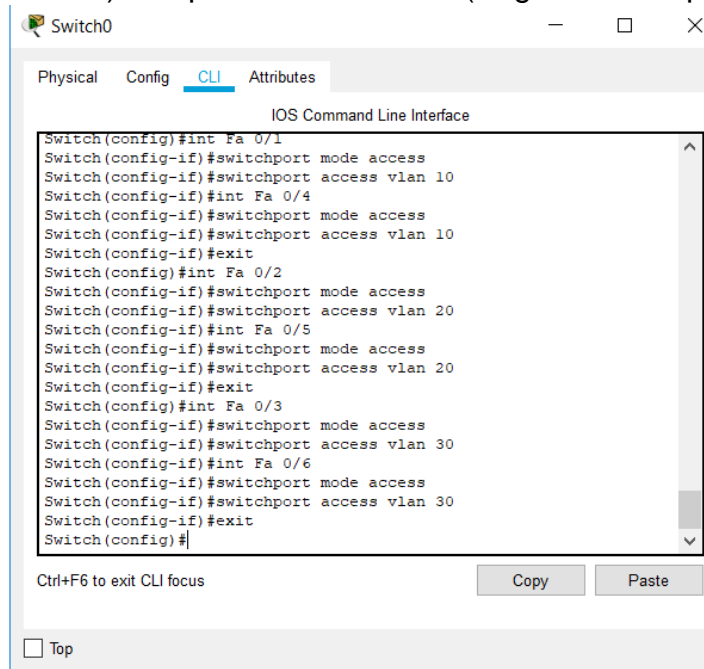 Switch0
Physical Config CLI Attributes
IOS Command Line Interface
Switch(config)#int Fa 0/1
Switch(config-if)#switchport mode access
Switch(config-if)#switchport access vlan 10
Switch(config-if)#int Fa 0/4
Switch(config-if)#switchport mode access
Switch(config-if)#switchport access vlan 10
Switch(config-if)#exit
Switch(config)#int Fa 0/2
Switch(config-if)#switchport mode access
Switch(config-if)#switchport access vlan 20
Switch(config-if)#int Fa 0/5
Switch(config-if)#switchport mode access
Switch(config-if)#switchport access vlan 20
Switch(config-if)#exit
Switch(config)#int Fa 0/3
Switch(config-if)#switchport mode access
Switch(config-if)#switchport access vlan 30
Switch(config-if)#int Fa 0/6
Switch(config-if)#switchport mode access
Switch(config-if)#switchport access vlan 30
Switch(config-if)#exit
Switch(config)#
Ctrl+F6 to exit CLI focus
Copy Paste
Top